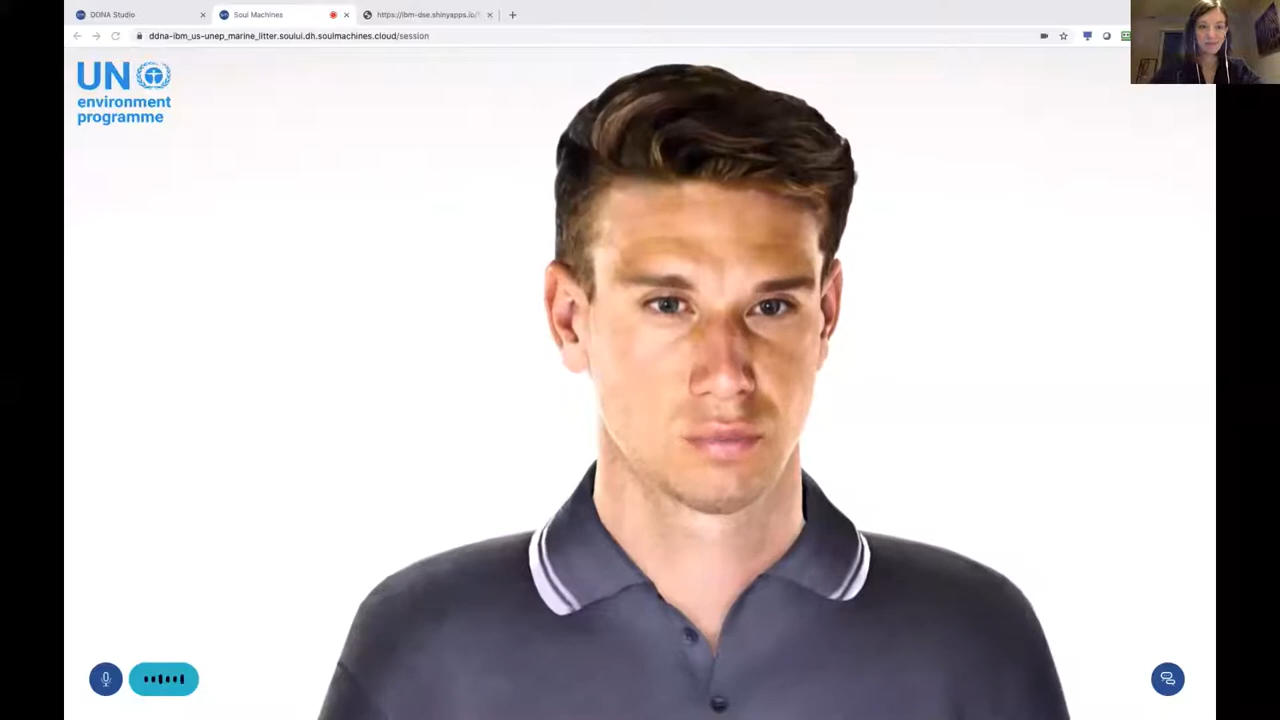 DDNA Studio
Soul Machines
https://ibm-dse.shinyapps.io/
ddna-ibm_us-unep_marine_litter.soului.dh.soulmachines.cloud/session
UN
environment
programme